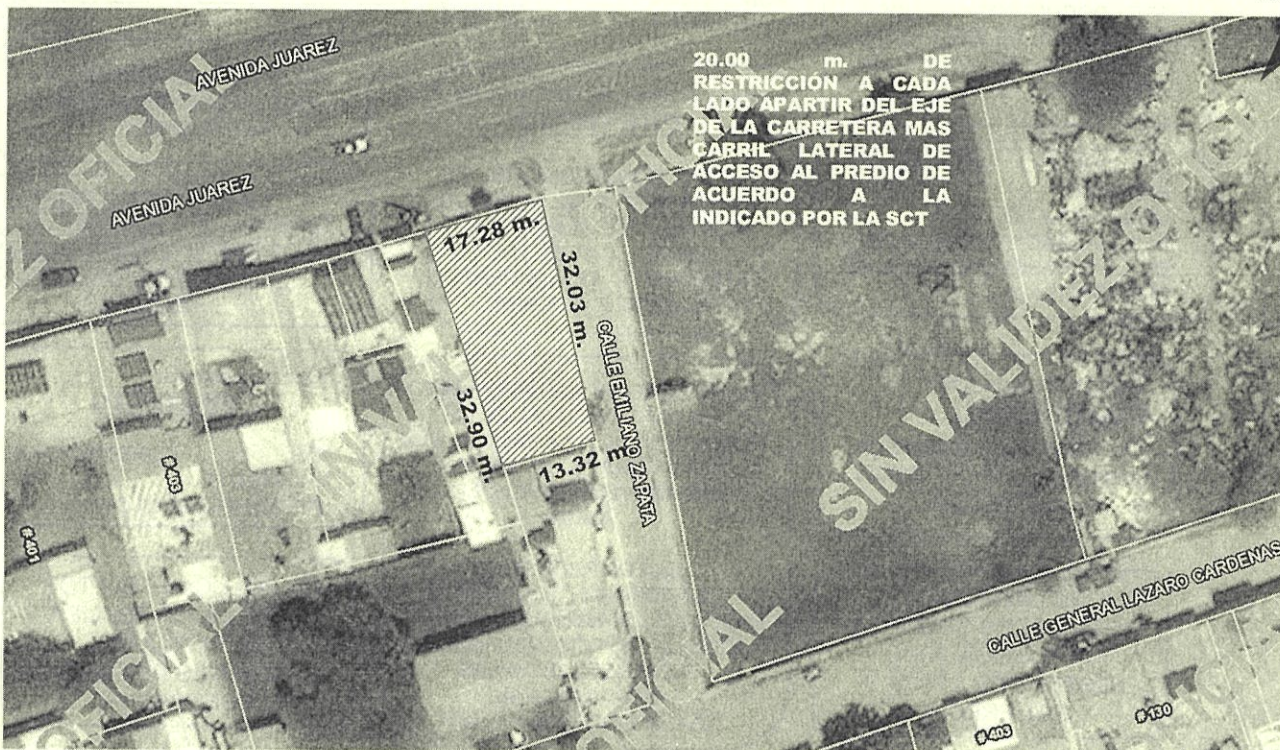 AVENIDA JUAREZ
AVENIDA JUAREZ
20.00 m. DE
RESTRICCIÓN A CADA
LADO APARTIR DEL EJE
DE LA CARRETERA MAS
CARRIL LATERAL DE
ACCESO AL PREDIO DE
ACUERDO A LA
INDICADO POR LA SCT
17.28 m.
32.03 m.
32.90 m.
13.32 m.
CALLE EMILIANO ZAPATA
CALLE GENERAL LAZARO CARDENAS
#401
#403
#403
#130
Z OFICIAL
OFICIAL
SIN VALIDEZ O
OFICIAL
OFICIAL